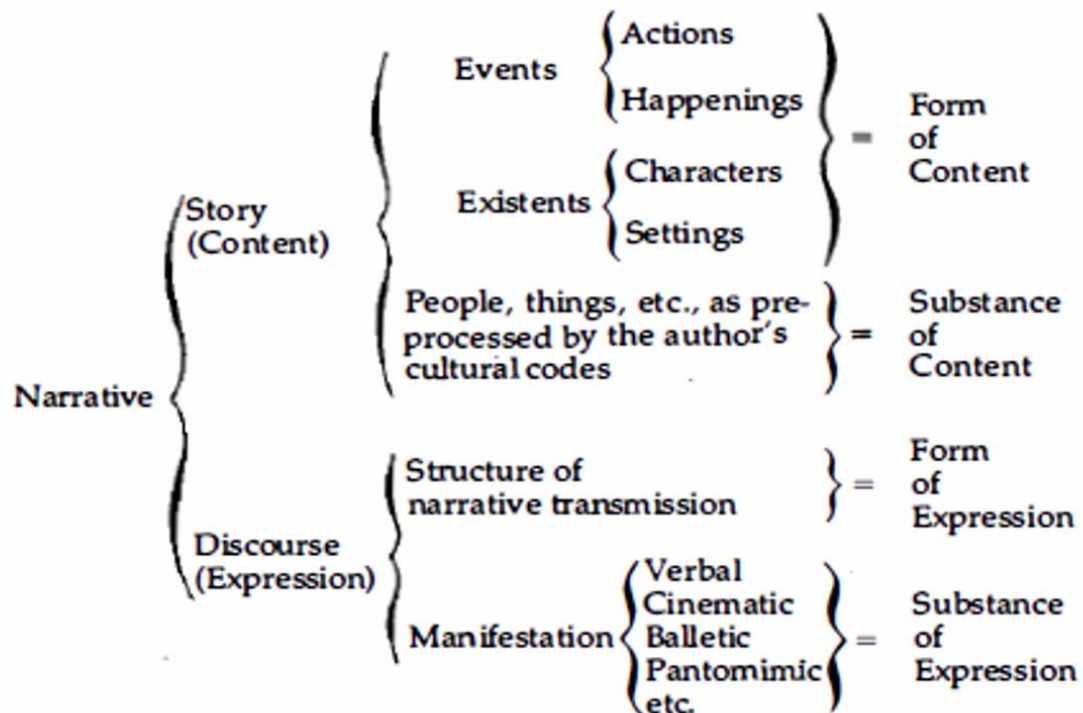 Narrative
Story
(Content)
Events
Actions
Happenings
Existents
Characters
Settings
= Form
of
Content
People, things, etc., as pre-
processed by the author's
cultural codes
= Substance
of
Content
Discourse
(Expression)
Structure of
narrative transmission
= Form
of
Expression
Manifestation
Verbal
Cinematic
Balletic
Pantomimic
etc.
= Substance
of
Expression